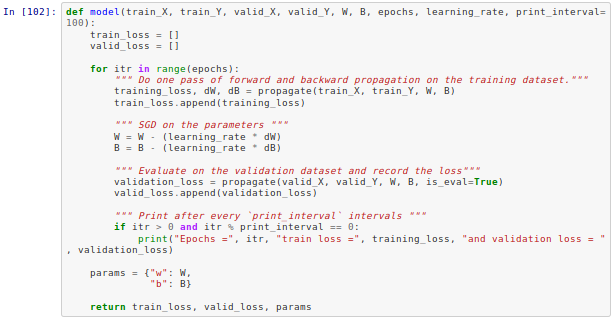 In [102]: def model(train_X, train_Y, valid_X, valid_Y, W, B, epochs, learning_rate, print_interval=
100):
    train_loss = []
    valid_loss = []
    for itr in range(epochs):
        """ Do one pass of forward and backward propagation on the training dataset."""
        training_loss, dW, dB = propagate(train_X, train_Y, W, B)
        train_loss.append(training_loss)
        """ SGD on the parameters """
        W = W - (learning_rate * dW)
        B = B - (learning_rate * dB)
        """ Evaluate on the validation dataset and record the loss"""
        validation_loss = propagate(valid_X, valid_Y, W, B, is_eval=True)
        valid_loss.append(validation_loss)
        """ Print after every `print_interval` intervals """
        if itr > 0 and itr % print_interval == 0:
            print("Epochs =", itr, "train loss =", training_loss, "and validation loss = "
, validation_loss)
    params = {"w": W,
              "b": B}
    return train_loss, valid_loss, params